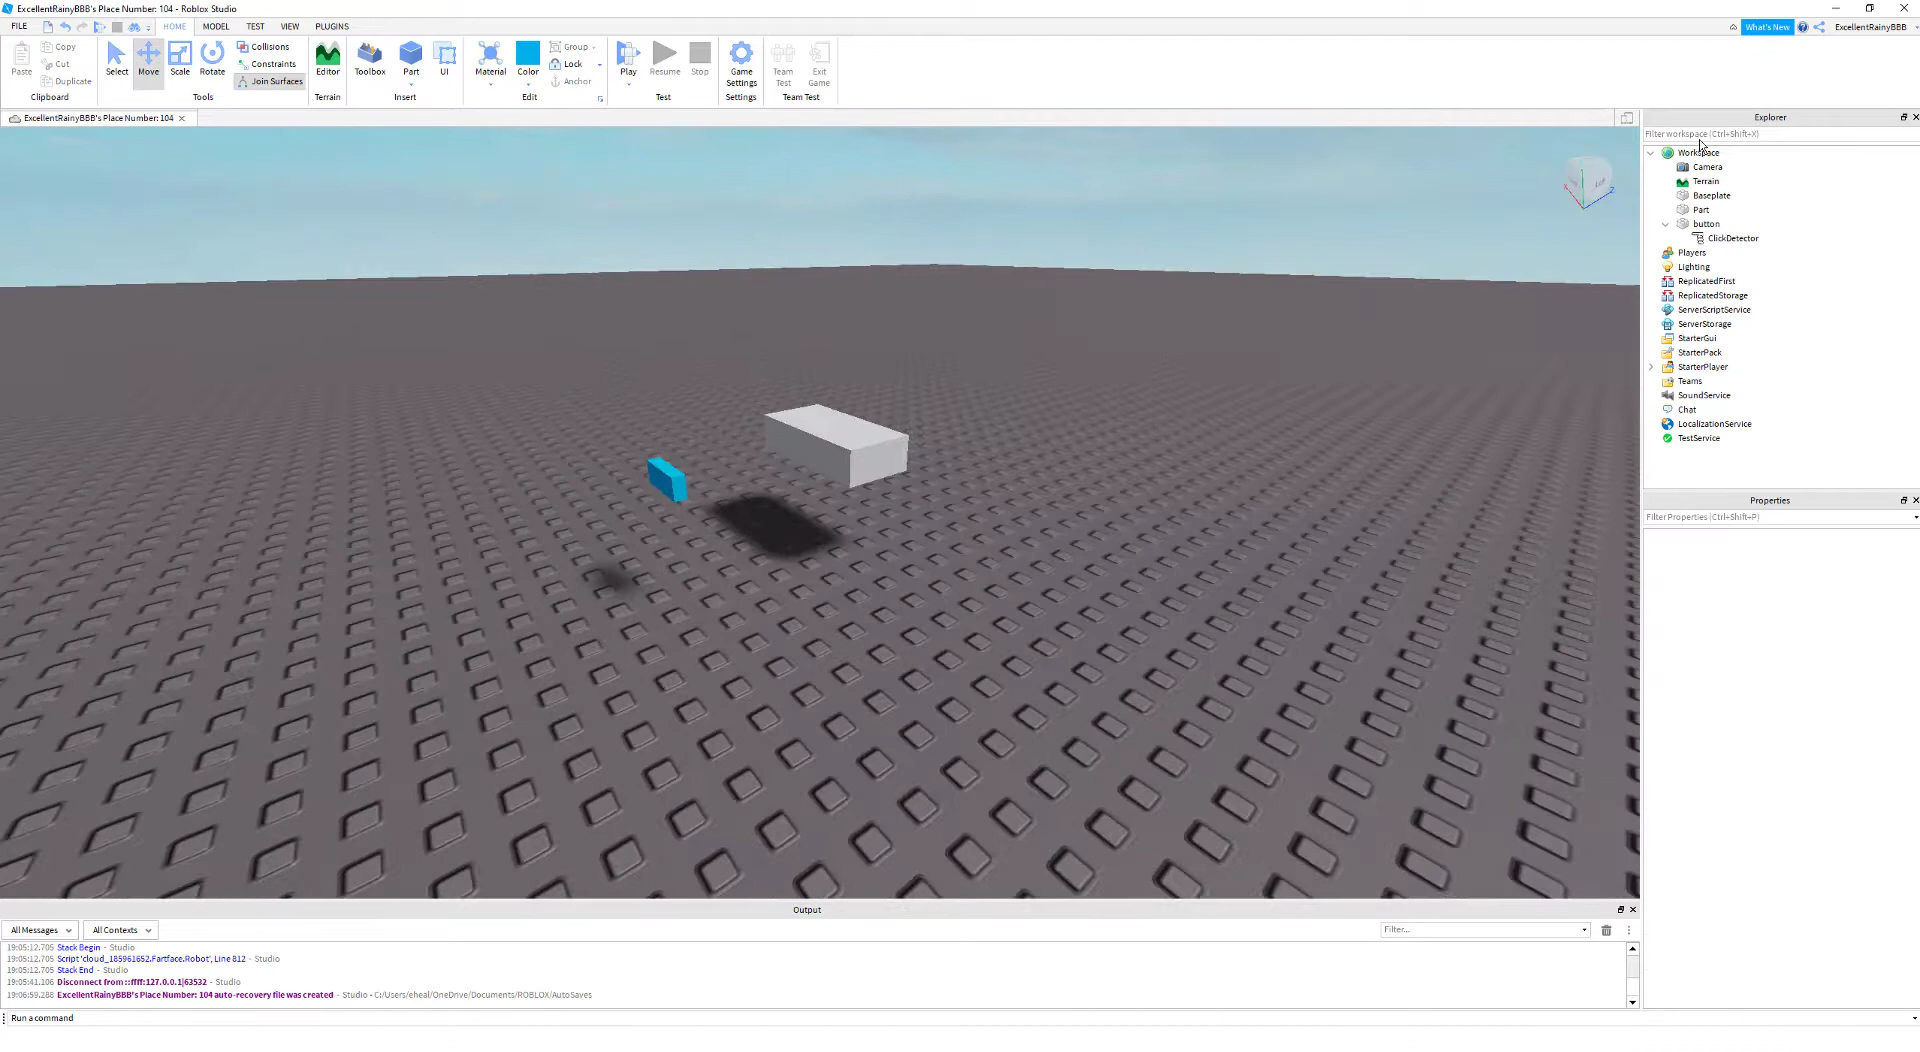 ExcellentRainyBBB's Place Number: 104 - Roblox Studio
FILE HOME MODEL TEST VIEW PLUGINS What's New ExcellentRainyBBB
Paste Copy Cut Duplicate
Clipboard
Select Move Scale Rotate Collisions Constraints Join Surfaces
Tools
Editor
Terrain
Toolbox Part UI
Insert
Material Color Group Lock Anchor
Edit
Play Resume Stop
Test
Game Settings
Settings
Team Test Exit Game
Team Test
ExcellentRainyBBB's Place Number: 104
Explorer
Filter workspace (Ctrl+Shift+X)
Workspace
Camera
Terrain
Baseplate
Part
button
ClickDetector
Players
Lighting
ReplicatedFirst
ReplicatedStorage
ServerScriptService
ServerStorage
StarterGui
StarterPack
StarterPlayer
Teams
SoundService
Chat
LocalizationService
TestService
Properties
Filter Properties (Ctrl+Shift+P)
Output
All Messages All Contexts Filter...
19:05:12.705 Stack Begin - Studio
19:05:12.705 Script 'cloud_185961652.Fartface.Robot', Line 812 - Studio
19:05:12.705 Stack End - Studio
19:05:41.106 Disconnect from ::ffff:127.0.0.1|63532 - Studio
19:06:59.288 ExcellentRainyBBB's Place Number: 104 auto-recovery file was created - Studio - C:/Users/eheal/OneDrive/Documents/ROBLOX/AutoSaves
Run a command